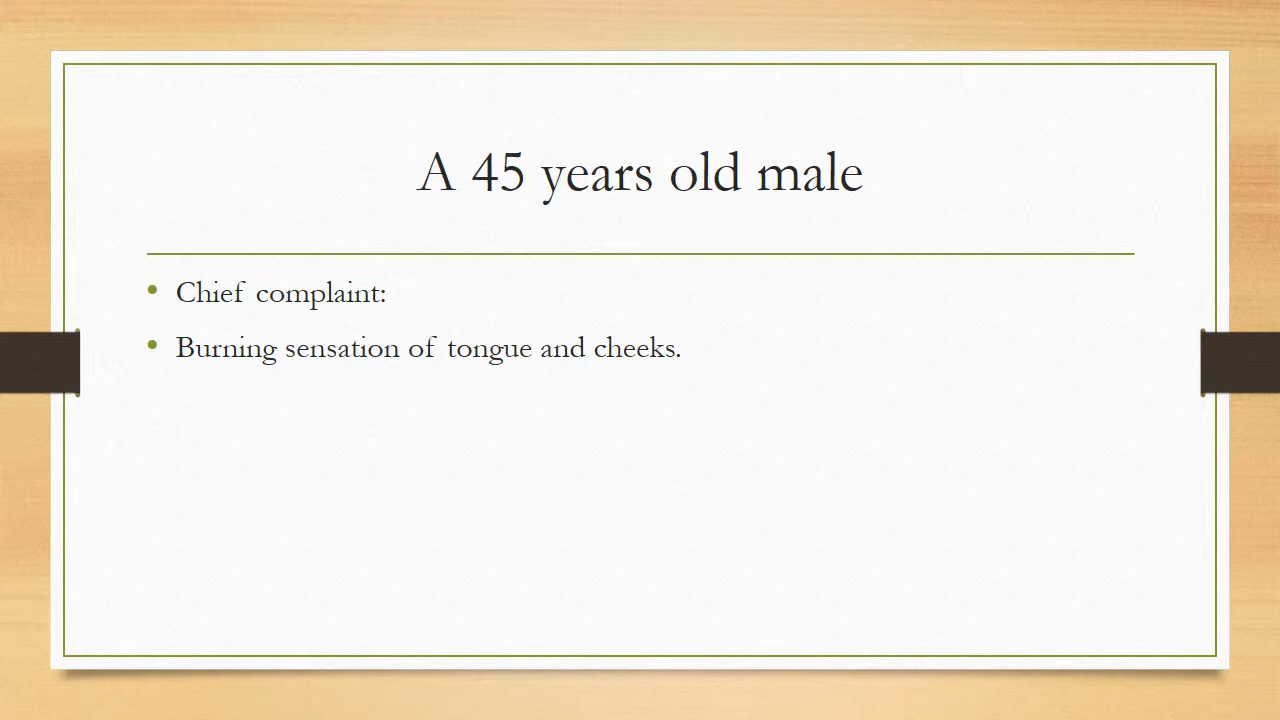 A 45 years old male
Chief complaint:
Burning sensation of tongue and cheeks.